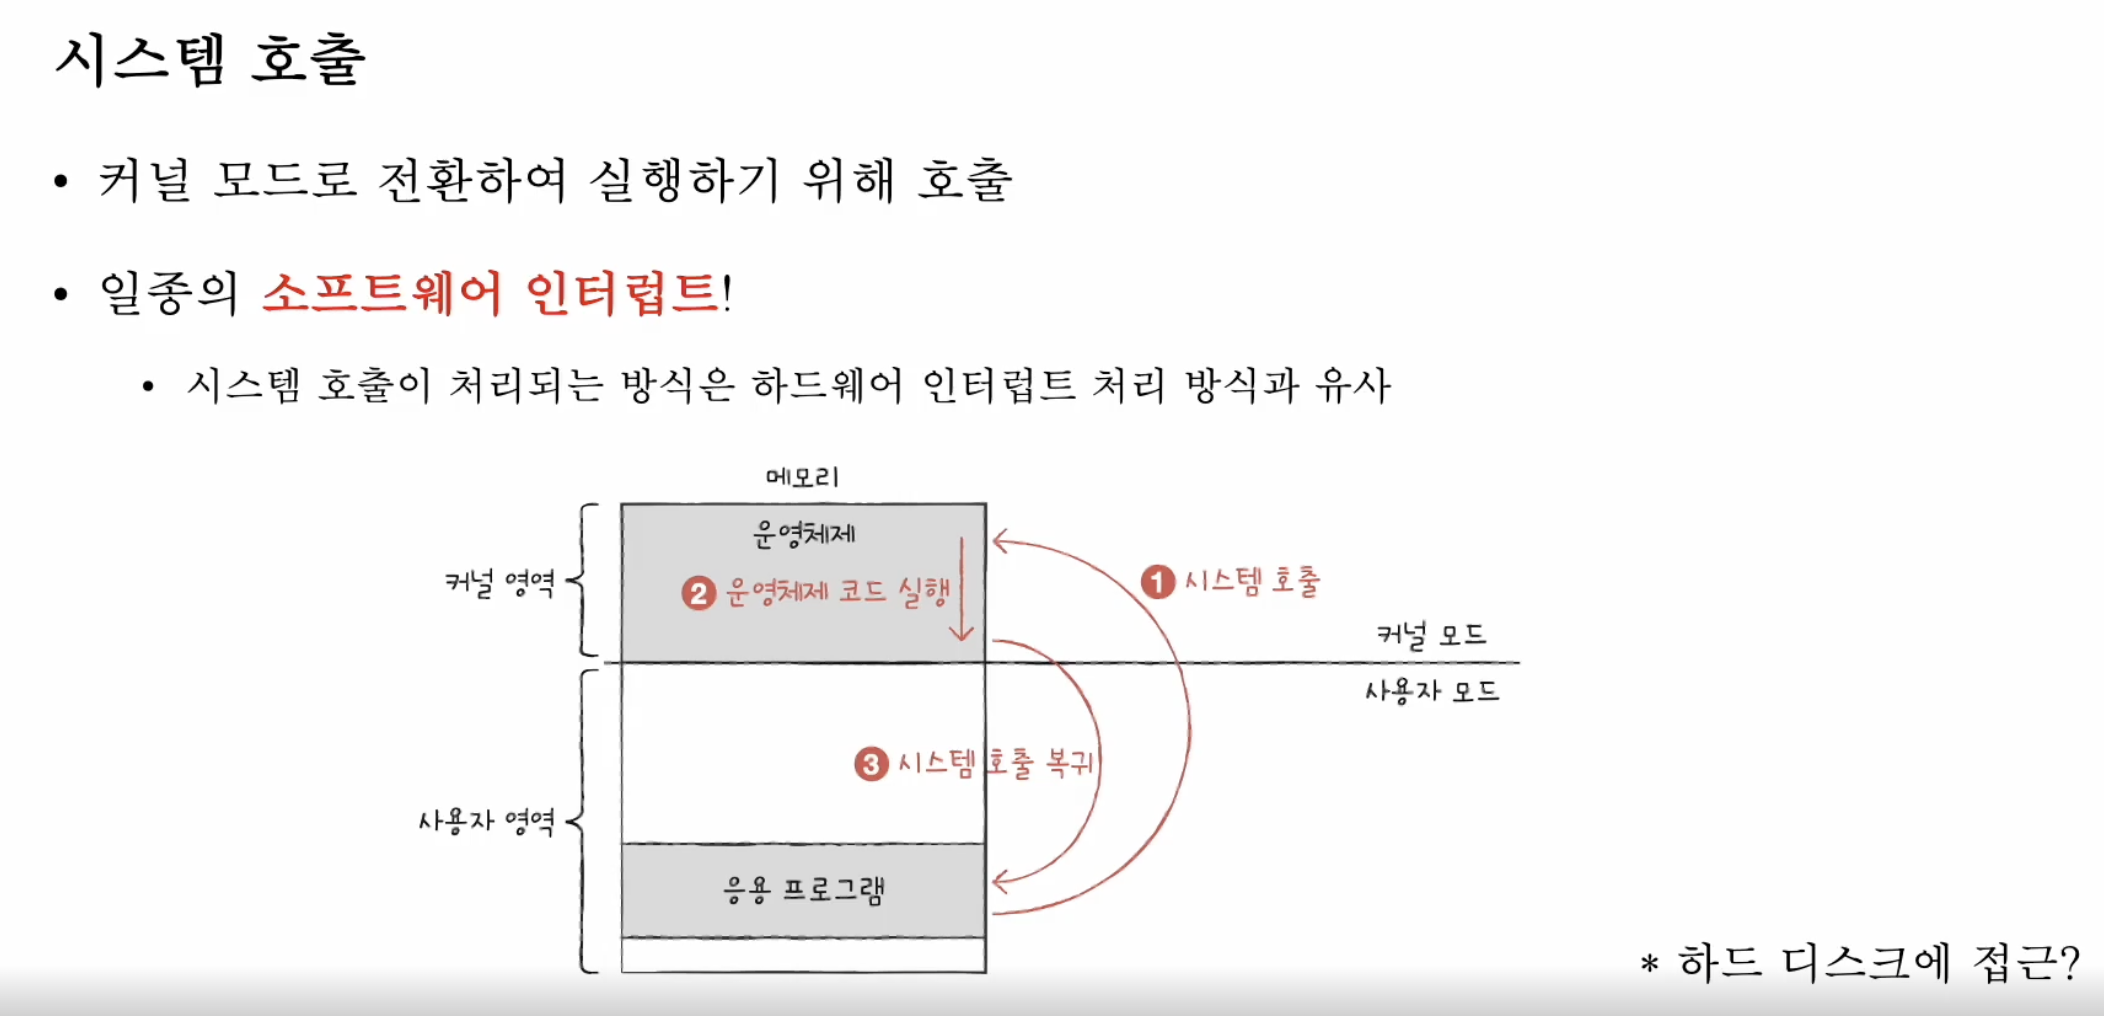 시스템 호출
• 커널 모드로 전환하여 실행하기 위해 호출
• 일종의 소프트웨어 인터럽트!
• 시스템 호출이 처리되는 방식은 하드웨어 인터럽트 처리 방식과 유사
메모리
운영체제
커널 영역
2 운영체제 코드 실행
1 시스템 호출
커널 모드
사용자 모드
3 시스템 호출 복귀
사용자 영역
응용 프로그램
* 하드 디스크에 접근?